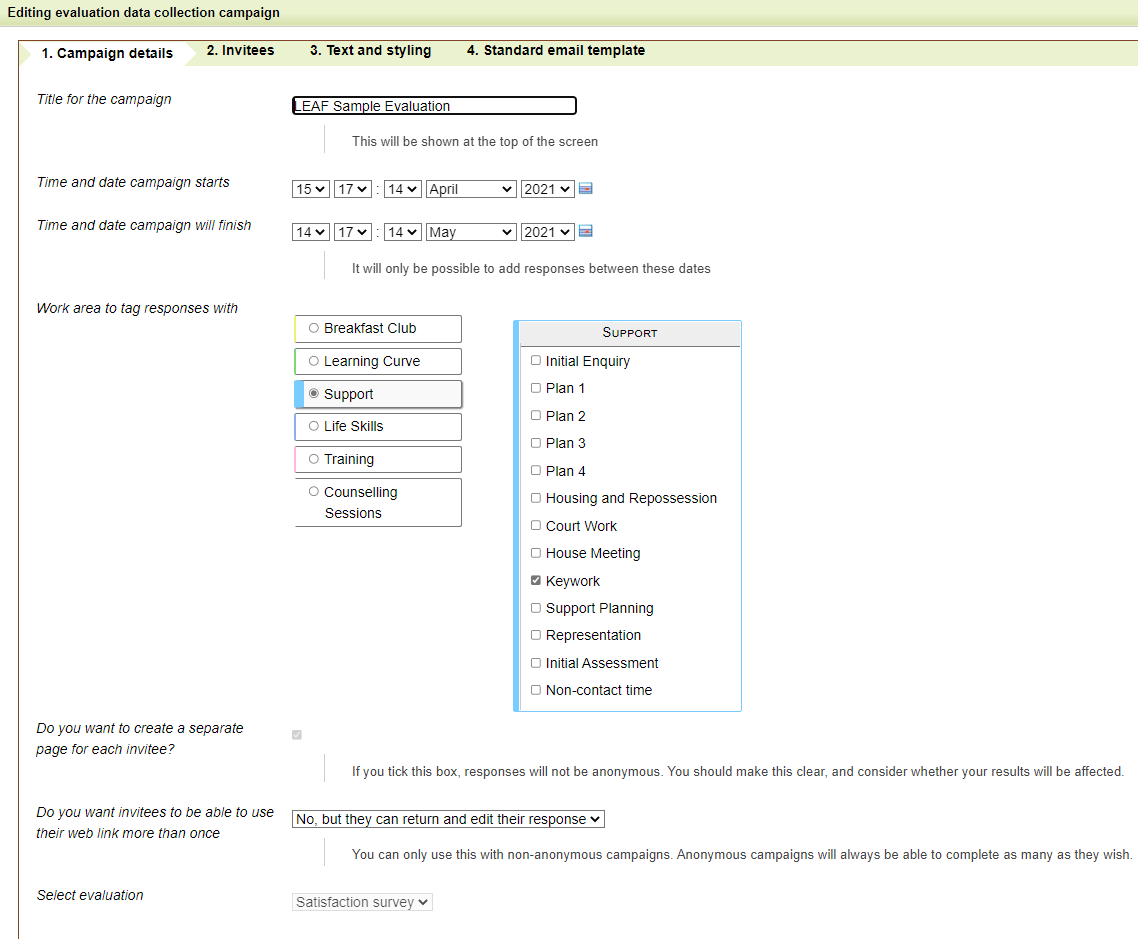 Editing evaluation data collection campaign
1. Campaign details 2. Invitees 3. Text and styling 4. Standard email template
Title for the campaign
LEAF Sample Evaluation
This will be shown at the top of the screen
Time and date campaign starts
15 17 : 14 April 2021
Time and date campaign will finish
14 17 : 14 May 2021
It will only be possible to add responses between these dates
Work area to tag responses with
Breakfast Club
Learning Curve
Support
Life Skills
Training
Counselling
Sessions
SUPPORT
Initial Enquiry
Plan 1
Plan 2
Plan 3
Plan 4
Housing and Repossession
Court Work
House Meeting
Keywork
Support Planning
Representation
Initial Assessment
Non-contact time
Do you want to create a separate
page for each invitee?
If you tick this box, responses will not be anonymous. You should make this clear, and consider whether your results will be affected.
Do you want invitees to be able to use
their web link more than once
No, but they can return and edit their response
You can only use this with non-anonymous campaigns. Anonymous campaigns will always be able to complete as many as they wish.
Select evaluation
Satisfaction survey